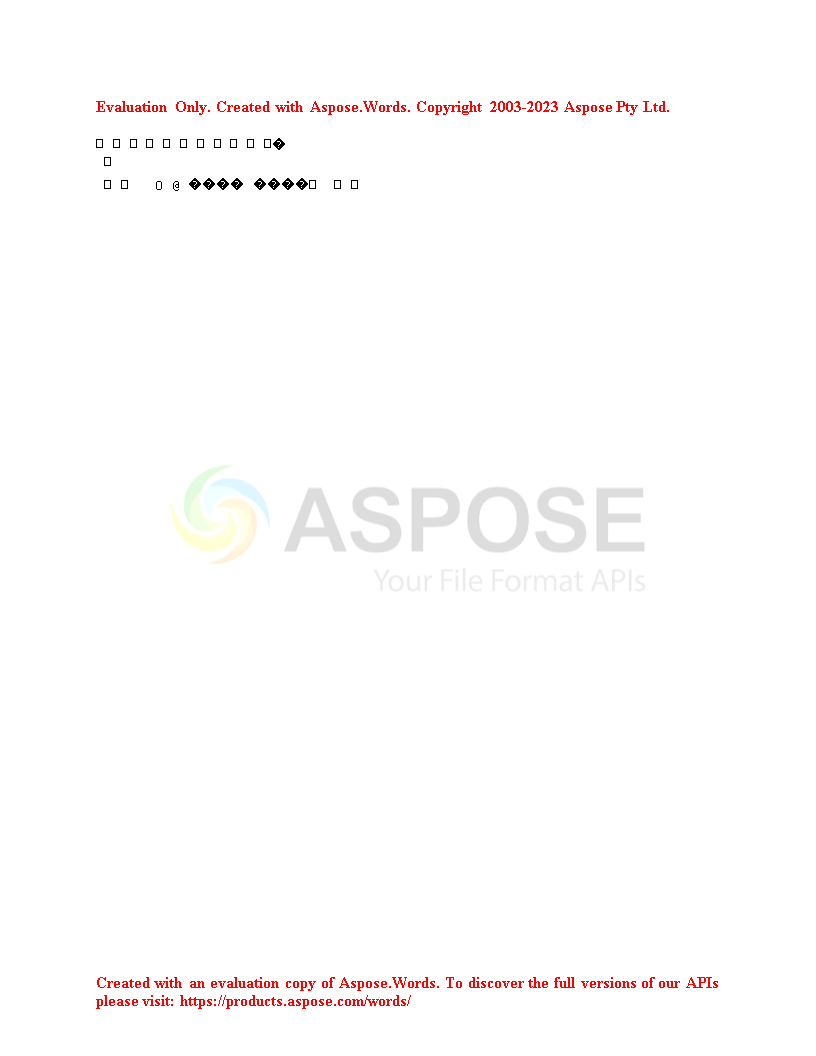 Evaluation Only. Created with Aspose.Words. Copyright 2003-2023 Aspose Pty Ltd.
0 @
ASPOSE
Your File Format APIs
Created with an evaluation copy of Aspose.Words. To discover the full versions of our APIs
please visit: https://products.aspose.com/words/